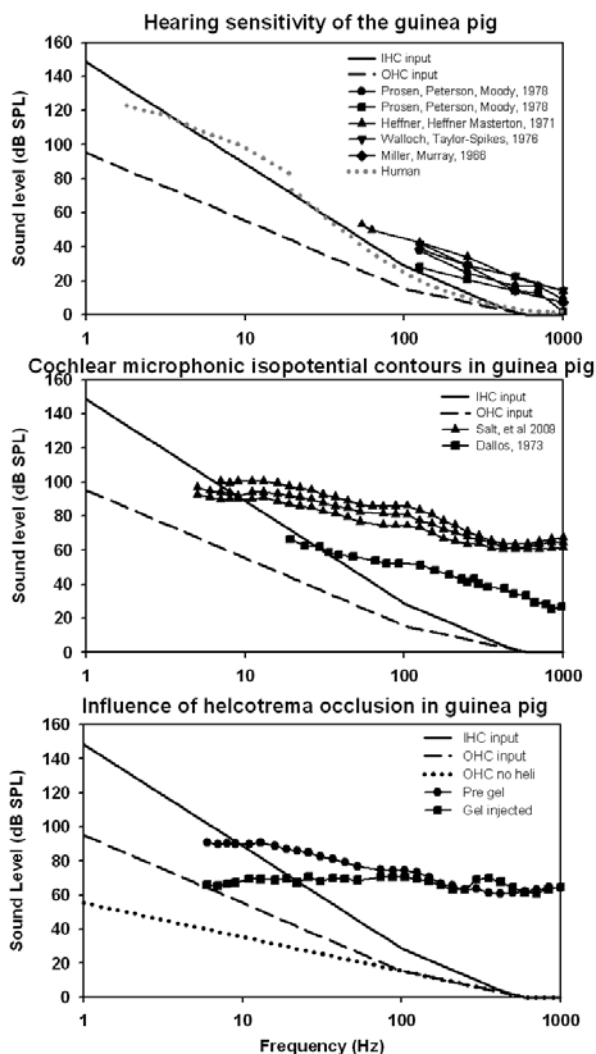 Hearing sensitivity of the guinea pig
160
140
120
100
80
60
40
20
0
Sound level (dB SPL)
IHC input
OHC input
Prosen, Peterson, Moody, 1978
Prosen, Peterson, Moody, 1978
Heffner, Heffner Masterton, 1971
Walloch, Taylor-Spikes, 1976
Miller, Murray, 1966
Human
1 10 100 1000
Cochlear microphonic isopotential contours in guinea pig
160
140
120
100
80
60
40
20
0
Sound level (dB SPL)
IHC input
OHC input
Salt, et al 2009
Dallos, 1973
1 10 100 1000
Influence of helcotrema occlusion in guinea pig
160
140
120
100
80
60
40
20
0
Sound Level (dB SPL)
IHC input
OHC input
OHC no heli
Pre gel
Gel injected
1 10 100 1000
Frequency (Hz)